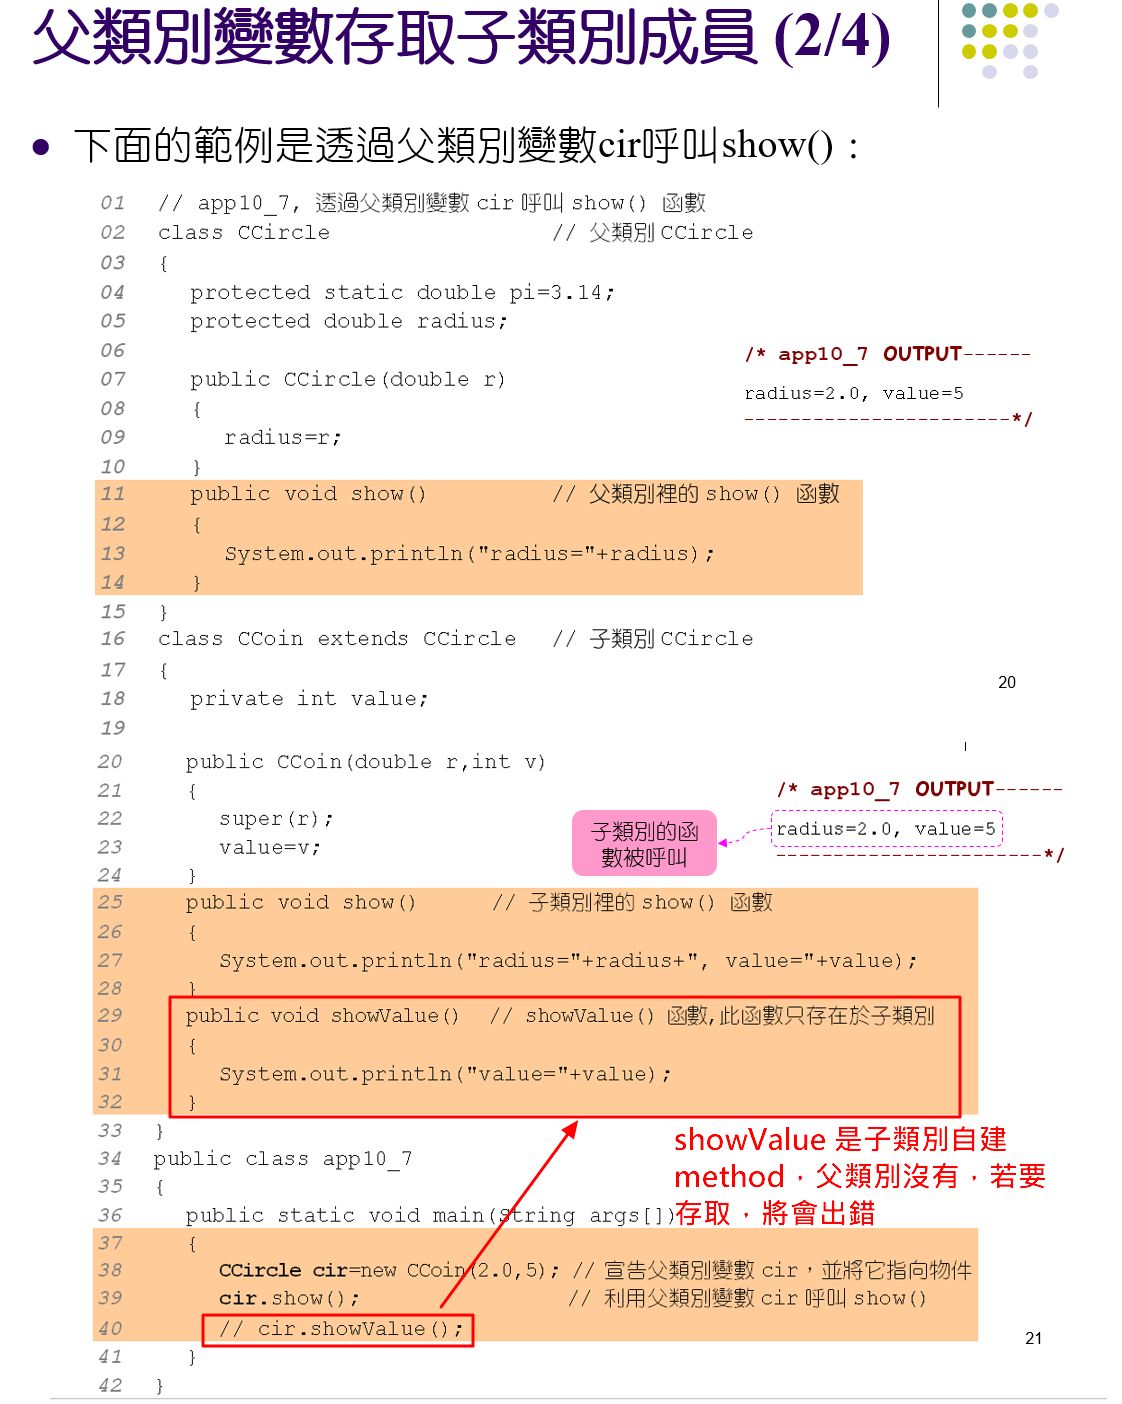 父類別變數存取子類別成員 (2/4)
● 下面的範例是透過父類別變數cir呼叫show()：
01 // app10_7, 透過父類別變數 cir 呼叫 show() 函數
02 class CCircle // 父類別 CCircle
03 {
04 protected static double pi=3.14;
05 protected double radius;
06
07 public CCircle(double r)
08 {
09 radius=r;
10 }
11 public void show() // 父類別裡的 show() 函數
12 {
13 System.out.println("radius="+radius);
14 }
15 }
16 class CCoin extends CCircle // 子類別 CCircle
17 {
18 private int value;
19
/* app10_7 OUTPUT------
radius=2.0, value=5
-----------------------*/
20
20 public CCoin(double r,int v)
21 {
22 super(r);
23 value=v;
24 }
25 public void show() // 子類別裡的 show() 函數
26 {
27 System.out.println("radius="+radius+", value="+value);
28 }
29 public void showValue() // showValue() 函數,此函數只存在於子類別
30 {
31 System.out.println("value="+value);
32 }
33 }
34 public class app10_7
35 {
36 public static void main(String args[])
37 {
38 CCircle cir=new CCoin(2.0,5); // 宣告父類別變數 cir，並將它指向物件
39 cir.show(); // 利用父類別變數 cir 呼叫 show()
40 // cir.showValue();
41 }
42 }
/* app10_7 OUTPUT------
radius=2.0, value=5
-----------------------*/
子類別的函
數被呼叫
showValue 是子類別自建
method，父類別沒有，若要
存取，將會出錯
21